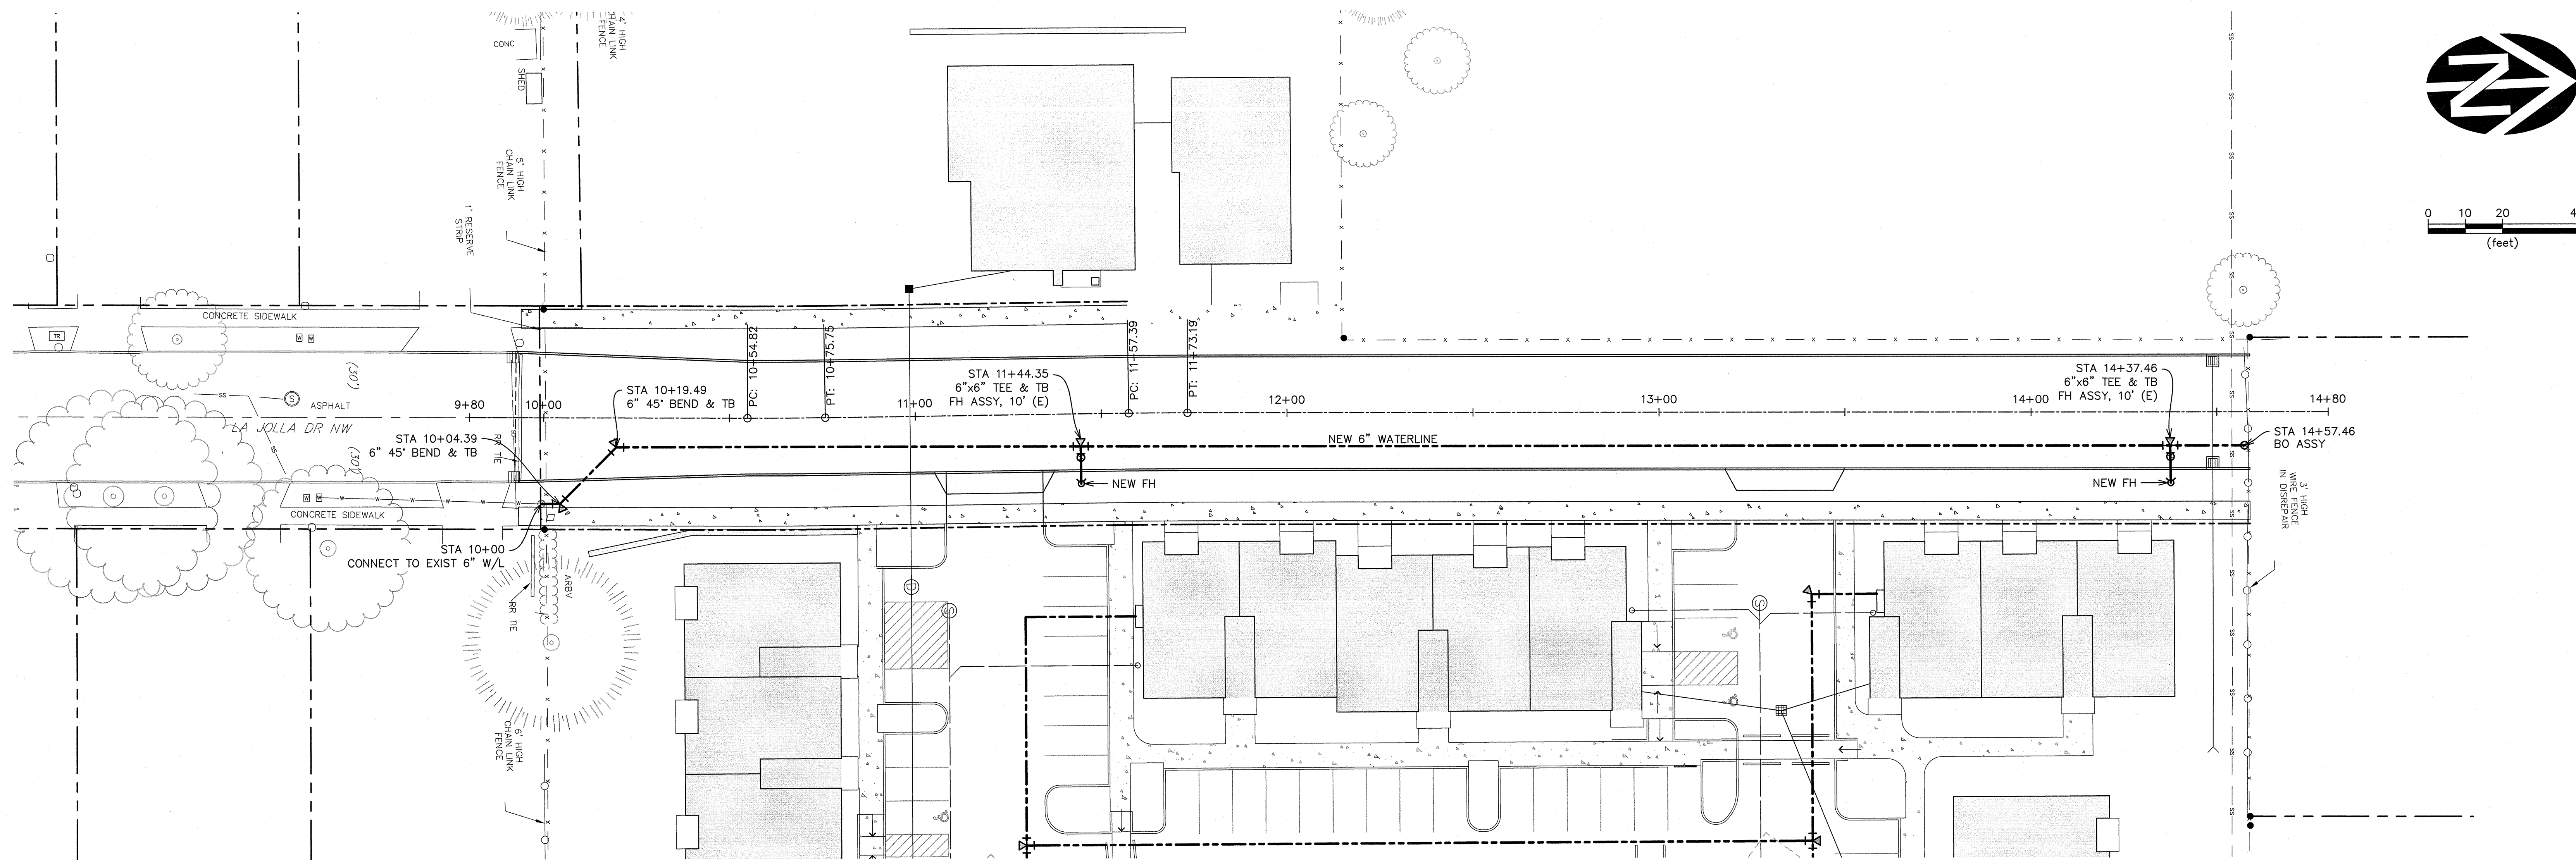 CONC
SHED
4' HIGH
CHAIN LINK
FENCE
N
0 10 20
(feet)
5' HIGH
CHAIN LINK
FENCE
1' RESERVE
STRIP
CONCRETE SIDEWALK
TR
W W
(30')
S
ASPHALT
SS
LA JOLLA DR NW
(30')
RR TIE
9+80
10+00
11+00
12+00
13+00
14+00
14+80
STA 10+19.49
6" 45° BEND & TB
PC: 10+54.82
PT: 10+75.75
STA 11+44.35
6"x6" TEE & TB
FH ASSY, 10' (E)
PC: 11+57.39
PT: 11+73.19
STA 14+37.46
6"x6" TEE & TB
FH ASSY, 10' (E)
STA 10+04.39
6" 45° BEND & TB
NEW 6" WATERLINE
STA 14+57.46
BO ASSY
NEW FH
NEW FH
3' HIGH
WIRE FENCE
IN DISREPAIR
W W
CONCRETE SIDEWALK
STA 10+00
CONNECT TO EXIST 6" W/L
ARBV
RR TIE
D
S
S
6' HIGH
CHAIN LINK
FENCE